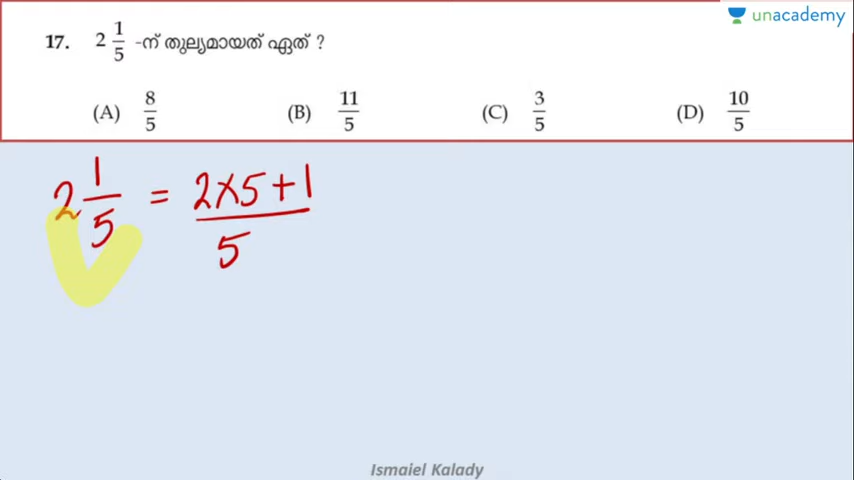 unacademy
17. 2 1/5 -ന് തുല്യമായത് ഏത് ?
(A) 8/5 (B) 11/5 (C) 3/5 (D) 10/5
2 1/5 = 2×5+1/5
Ismaiel Kalady